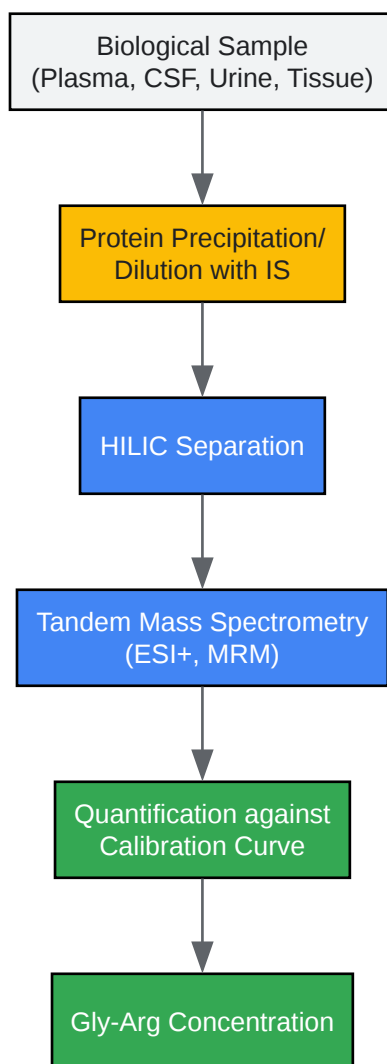 Biological Sample
(Plasma, CSF, Urine, Tissue)
Protein Precipitation/
Dilution with IS
HILIC Separation
Tandem Mass Spectrometry
(ESI+, MRM)
Quantification against
Calibration Curve
Gly-Arg Concentration